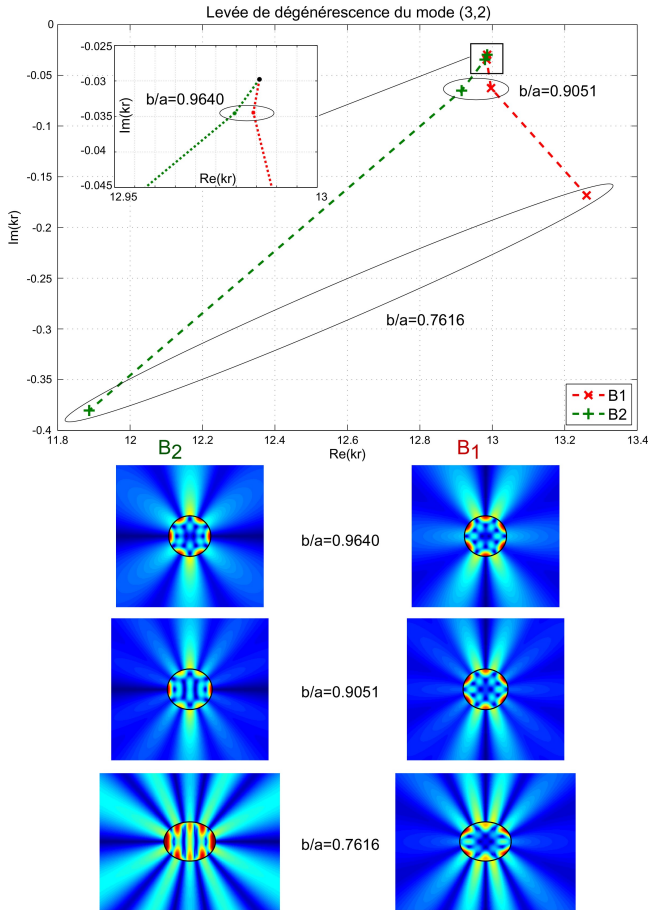 Levée de dégénérescence du mode (3,2)
0
-0.05
-0.1
-0.15
-0.2
-0.25
-0.3
-0.35
-0.4
Im(kr)
-0.025
-0.03
-0.035
-0.04
-0.045
Im(kr)
b/a=0.9640
Re(kr)
12.95
13
b/a=0.9051
b/a=0.7616
B1
B2
11.8
12
12.2
12.4
12.6
12.8
13
13.2
13.4
Re(kr)
B2
B1
b/a=0.9640
b/a=0.9051
b/a=0.7616